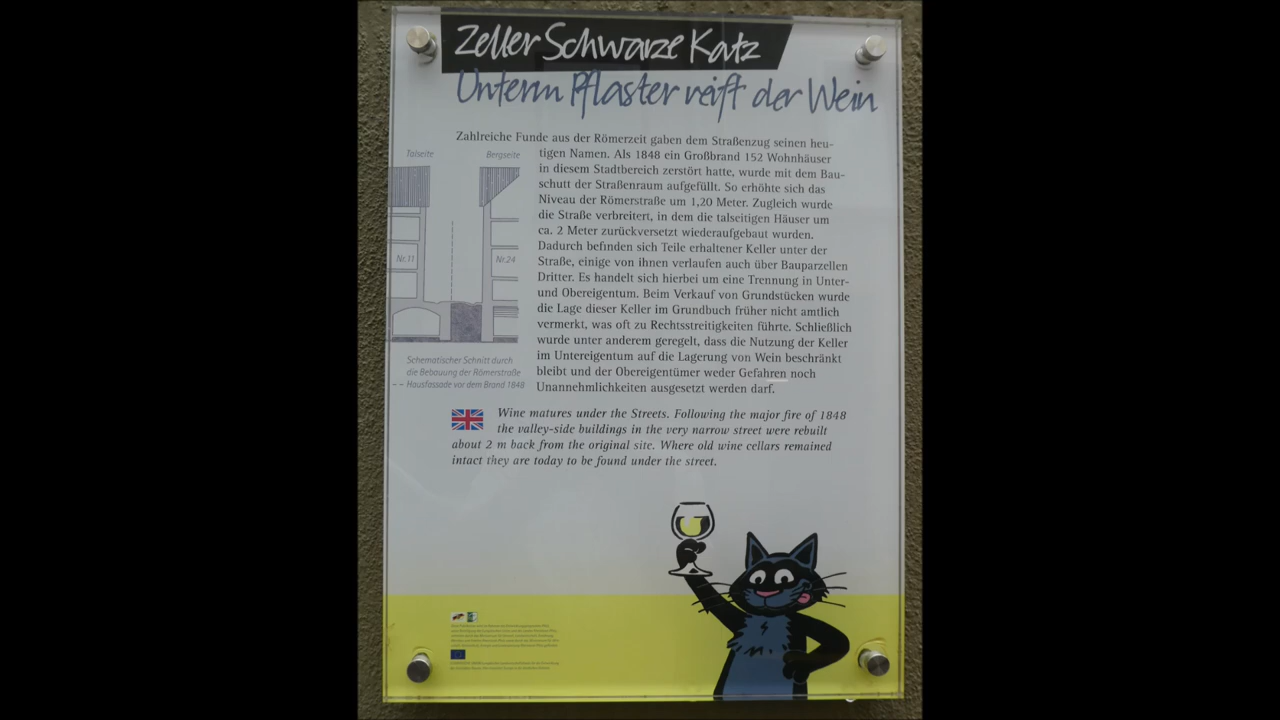 Zeller Schwarze Katz
Unterm Pflaster reift der Wein
Zahlreiche Funde aus der Römerzeit gaben dem Straßenzug seinen heu-
tigen Namen. Als 1848 ein Großbrand 152 Wohnhäuser
in diesem Stadtbereich zerstört hatte, wurde mit dem Bau-
schutt der Straßenraum aufgefüllt. So erhöhte sich das
Niveau der Römerstraße um 1,20 Meter. Zugleich wurde
die Straße verbreitert, in dem die talseitigen Häuser um
ca. 2 Meter zurückversetzt wiederaufgebaut wurden.
Dadurch befinden sich Teile erhaltener Keller unter der
Straße, einige von ihnen verlaufen auch über Bauparzellen
Dritter. Es handelt sich hierbei um eine Trennung in Unter-
und Obereigentum. Beim Verkauf von Grundstücken wurde
die Lage dieser Keller im Grundbuch früher nicht amtlich
vermerkt, was oft zu Rechtsstreitigkeiten führte. Schließlich
wurde unter anderem geregelt, dass die Nutzung der Keller
im Untereigentum auf die Lagerung von Wein beschränkt
bleibt und der Obereigentümer weder Gefahren noch
Unannehmlichkeiten ausgesetzt werden darf.
Talseite
Bergseite
Nr.11
Nr.24
Schematischer Schnitt durch
die Bebauung der Römerstraße
-- Hausfassade vor dem Brand 1848
Wine matures under the Streets. Following the major fire of 1848
the valley-side buildings in the very narrow street were rebuilt
about 2 m back from the original site. Where old wine cellars remained
intact they are today to be found under the street.